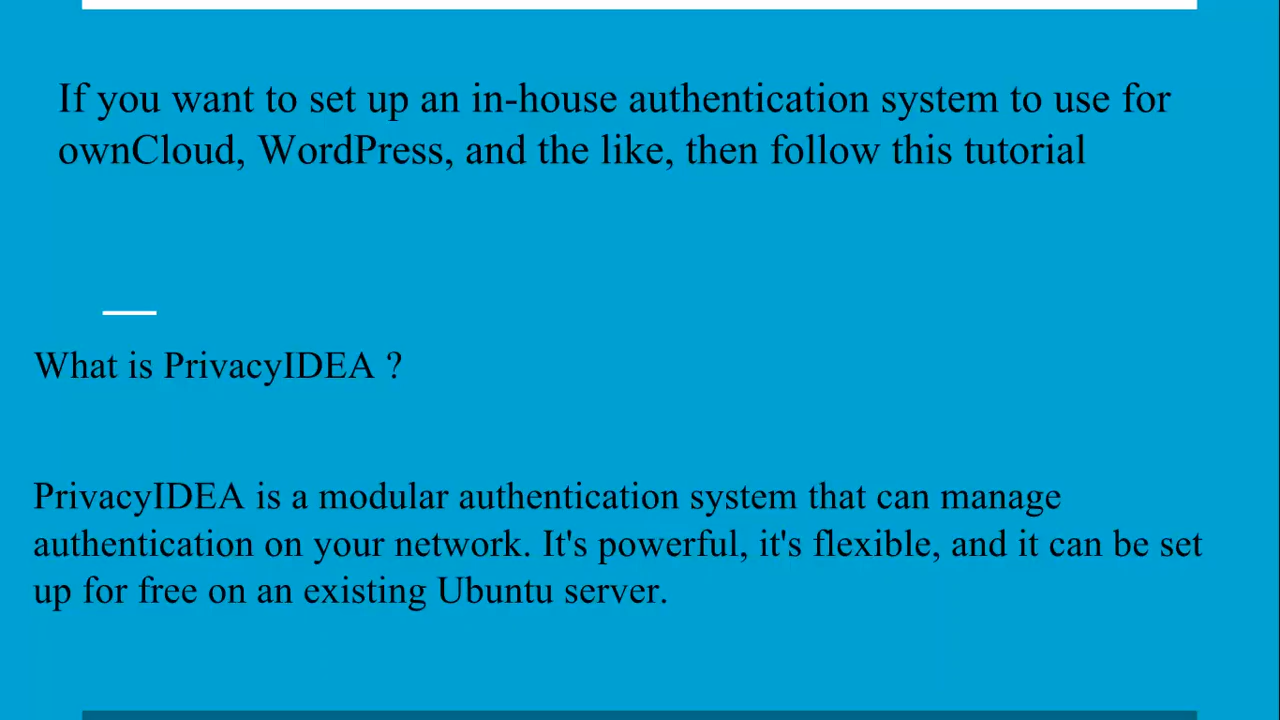 If you want to set up an in-house authentication system to use for
ownCloud, WordPress, and the like, then follow this tutorial
What is PrivacyIDEA ?
PrivacyIDEA is a modular authentication system that can manage
authentication on your network. It's powerful, it's flexible, and it can be set
up for free on an existing Ubuntu server.